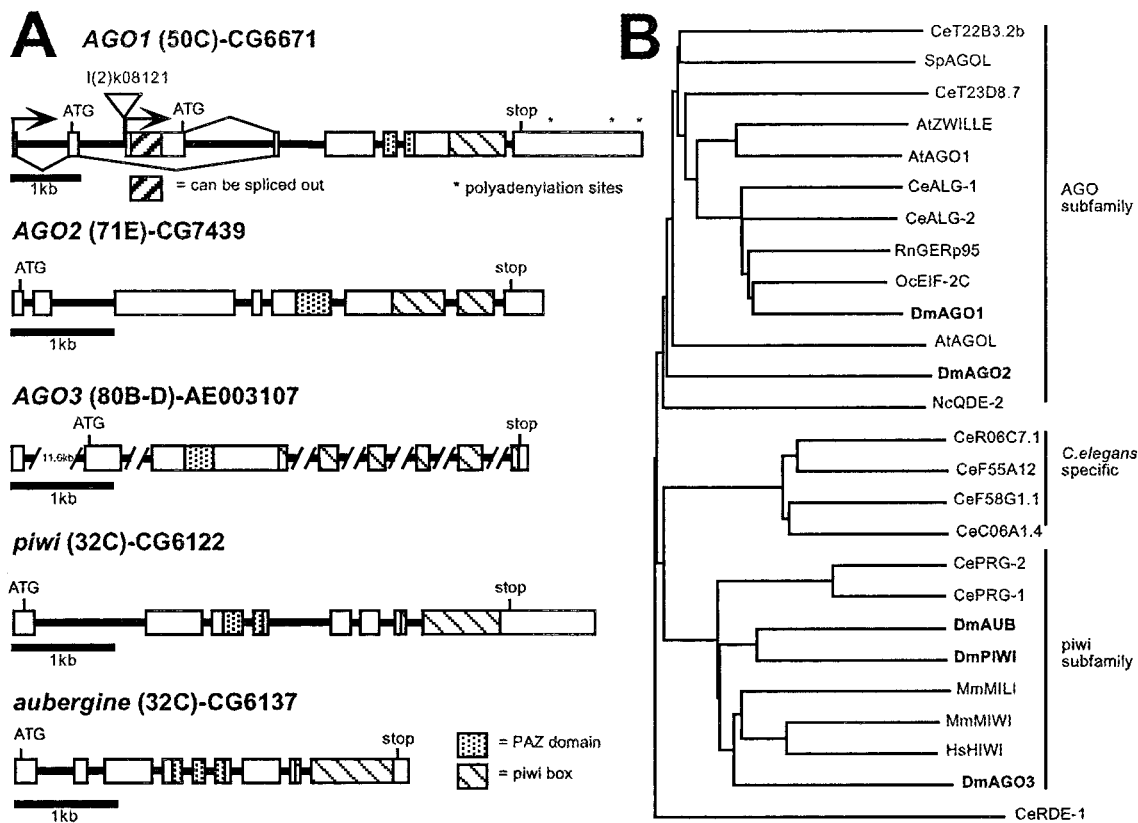 A
AGO1 (50C)-CG6671
l(2)k08121
ATG
ATG
stop
* * *
1kb
= can be spliced out
* polyadenylation sites
AGO2 (71E)-CG7439
ATG
stop
1kb
AGO3 (80B-D)-AE003107
ATG
stop
11.6kb
1kb
piwi (32C)-CG6122
ATG
stop
1kb
aubergine (32C)-CG6137
ATG
stop
1kb
= PAZ domain
= piwi box
B
CeT22B3.2b
SpAGOL
CeT23D8.7
AtZWILLE
AtAGO1
CeALG-1
CeALG-2
RnGERp95
OcEIF-2C
DmAGO1
AtAGOL
DmAGO2
NcQDE-2
AGO
subfamily
CeR06C7.1
CeF55A12
CeF58G1.1
CeC06A1.4
C.elegans
specific
CePRG-2
CePRG-1
DmAUB
DmPIWI
MmMILI
MmMIWI
HsHIWI
DmAGO3
piwi
subfamily
CeRDE-1